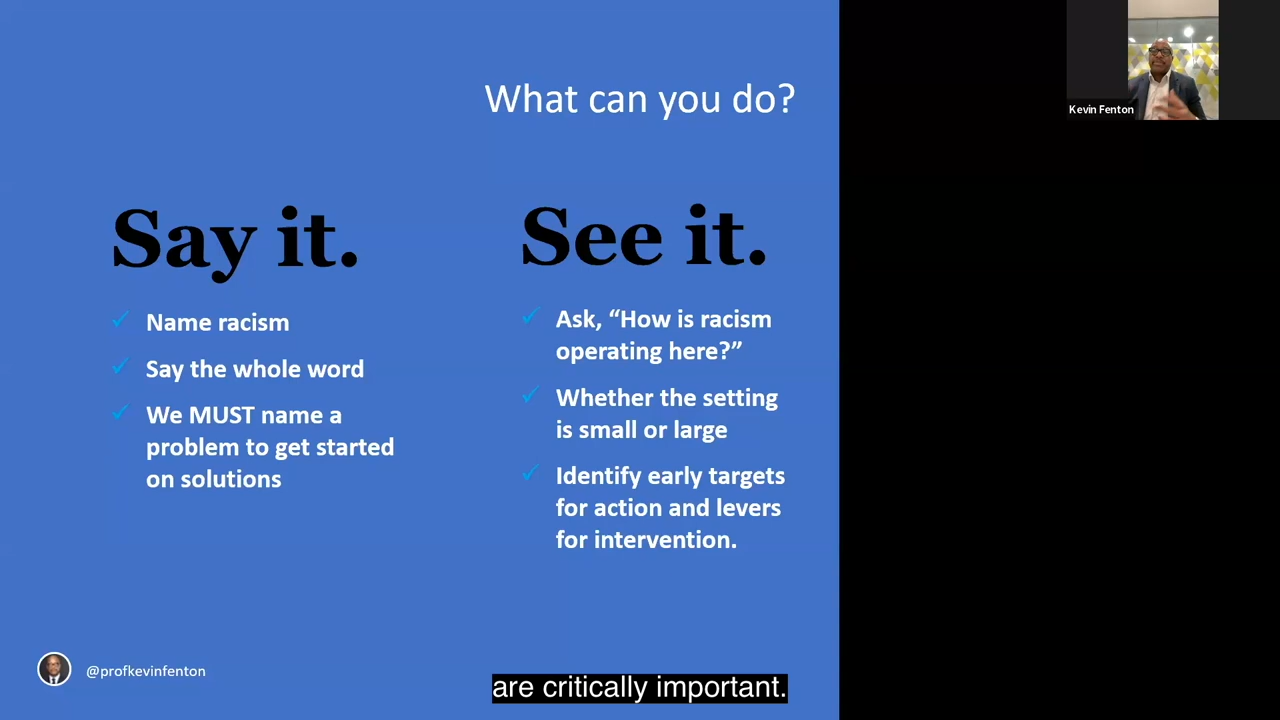 What can you do?
Kevin Fenton
Say it.
Name racism
Say the whole word
We MUST name a
problem to get started
on solutions
See it.
Ask, “How is racism
operating here?”
Whether the setting
is small or large
Identify early targets
for action and levers
for intervention.
@profkevinfenton
are critically important.